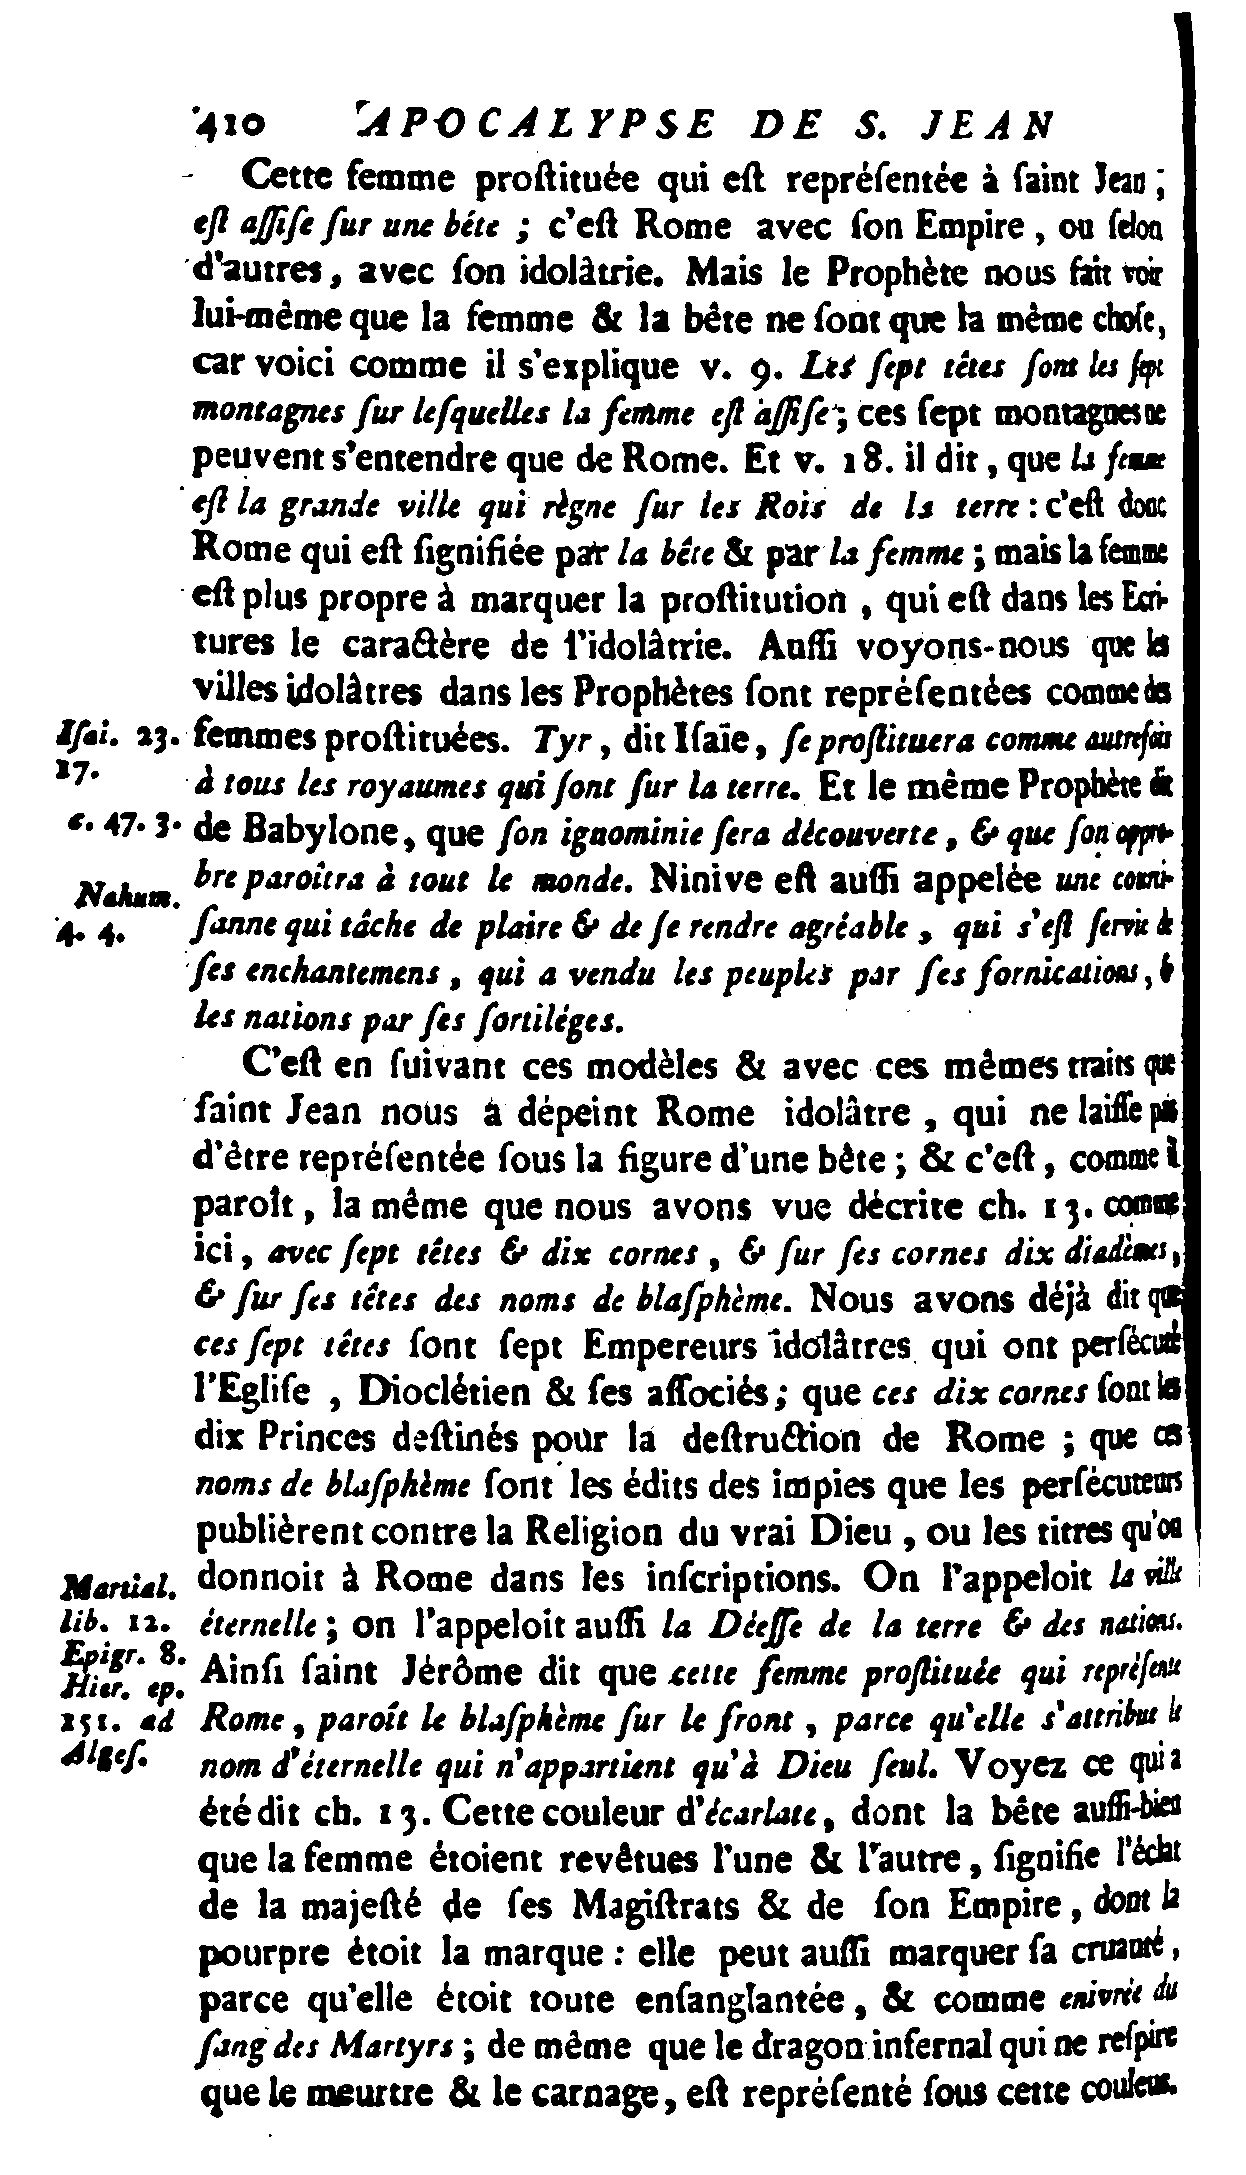 410 APOCALYPSE DE S. JEAN
Cette femme proſtituée qui eſt repréſentée à ſaint Jean ;
eſt aſſiſe ſur une bête ; c'eſt Rome avec ſon Empire, ou ſelon
d'autres, avec ſon idolâtrie. Mais le Prophète nous fait voir
lui-même que la femme & la bête ne ſont que la même choſe,
car voici comme il s'explique v. 9. Les ſept têtes ſont les ſept
montagnes ſur leſquelles la femme eſt aſſiſe ; ces ſept montagnes ne
peuvent s'entendre que de Rome. Et v. 18. il dit, que la femme
eſt la grande ville qui règne ſur les Rois de la terre : c'eſt donc
Rome qui eſt ſignifiée par la bête & par la femme ; mais la femme
eſt plus propre à marquer la proſtitution, qui eſt dans les Ecri-
tures le caractère de l'idolâtrie. Auſſi voyons-nous que les
villes idolâtres dans les Prophètes ſont repréſentées comme des
Iſai. 23. femmes proſtituées. Tyr, dit Iſaïe, ſe proſtituera comme autrefois
17. à tous les royaumes qui ſont ſur la terre. Et le même Prophète dit
c. 47. 3. de Babylone, que ſon ignominie ſera découverte, & que ſon oppro-
bre paroîtra à tout le monde. Ninive eſt auſſi appelée une courti-
Nahum.
4. 4. ſanne qui tâche de plaire & de ſe rendre agréable, qui s'eſt ſervie de
ſes enchantemens, qui a vendu les peuples par ſes fornications, &
les nations par ſes ſortiléges.
C'eſt en ſuivant ces modèles & avec ces mêmes traits que
ſaint Jean nous a dépeint Rome idolâtre, qui ne laiſſe pas
d'être repréſentée ſous la figure d'une bête ; & c'eſt, comme il
paroît, la même que nous avons vue décrite ch. 13. comme
ici, avec ſept têtes & dix cornes, & ſur ſes cornes dix diadèmes,
& ſur ſes têtes des noms de blaſphème. Nous avons déjà dit que
ces ſept têtes ſont ſept Empereurs idolâtres qui ont perſécuté
l'Egliſe, Dioclétien & ſes aſſociés ; que ces dix cornes ſont les
dix Princes deſtinés pour la deſtruction de Rome ; que ces
noms de blaſphème ſont les édits des impies que les perſécuteurs
publièrent contre la Religion du vrai Dieu, ou les titres qu'on
Martial. donnoit à Rome dans les inſcriptions. On l'appeloit la ville
lib. 12. éternelle ; on l'appeloit auſſi la Déeſſe de la terre & des nations.
Epigr. 8.
Hier. ep. Ainſi ſaint Jérôme dit que cette femme proſtituée qui repréſente
151. ad Rome, paroît le blaſphème ſur le front, parce qu'elle s'attribue le
Algeſ. nom d'éternelle qui n'appartient qu'à Dieu ſeul. Voyez ce qui a
été dit ch. 13. Cette couleur d'écarlate, dont la bête auſſi-bien
que la femme étoient revêtues l'une & l'autre, ſignifie l'éclat
de la majeſté de ſes Magiſtrats & de ſon Empire, dont la
pourpre étoit la marque : elle peut auſſi marquer ſa cruauté,
parce qu'elle étoit toute enſanglantée, & comme enivrée du
ſang des Martyrs ; de même que le dragon infernal qui ne reſpire
que le meurtre & le carnage, eſt repréſenté ſous cette couleur.